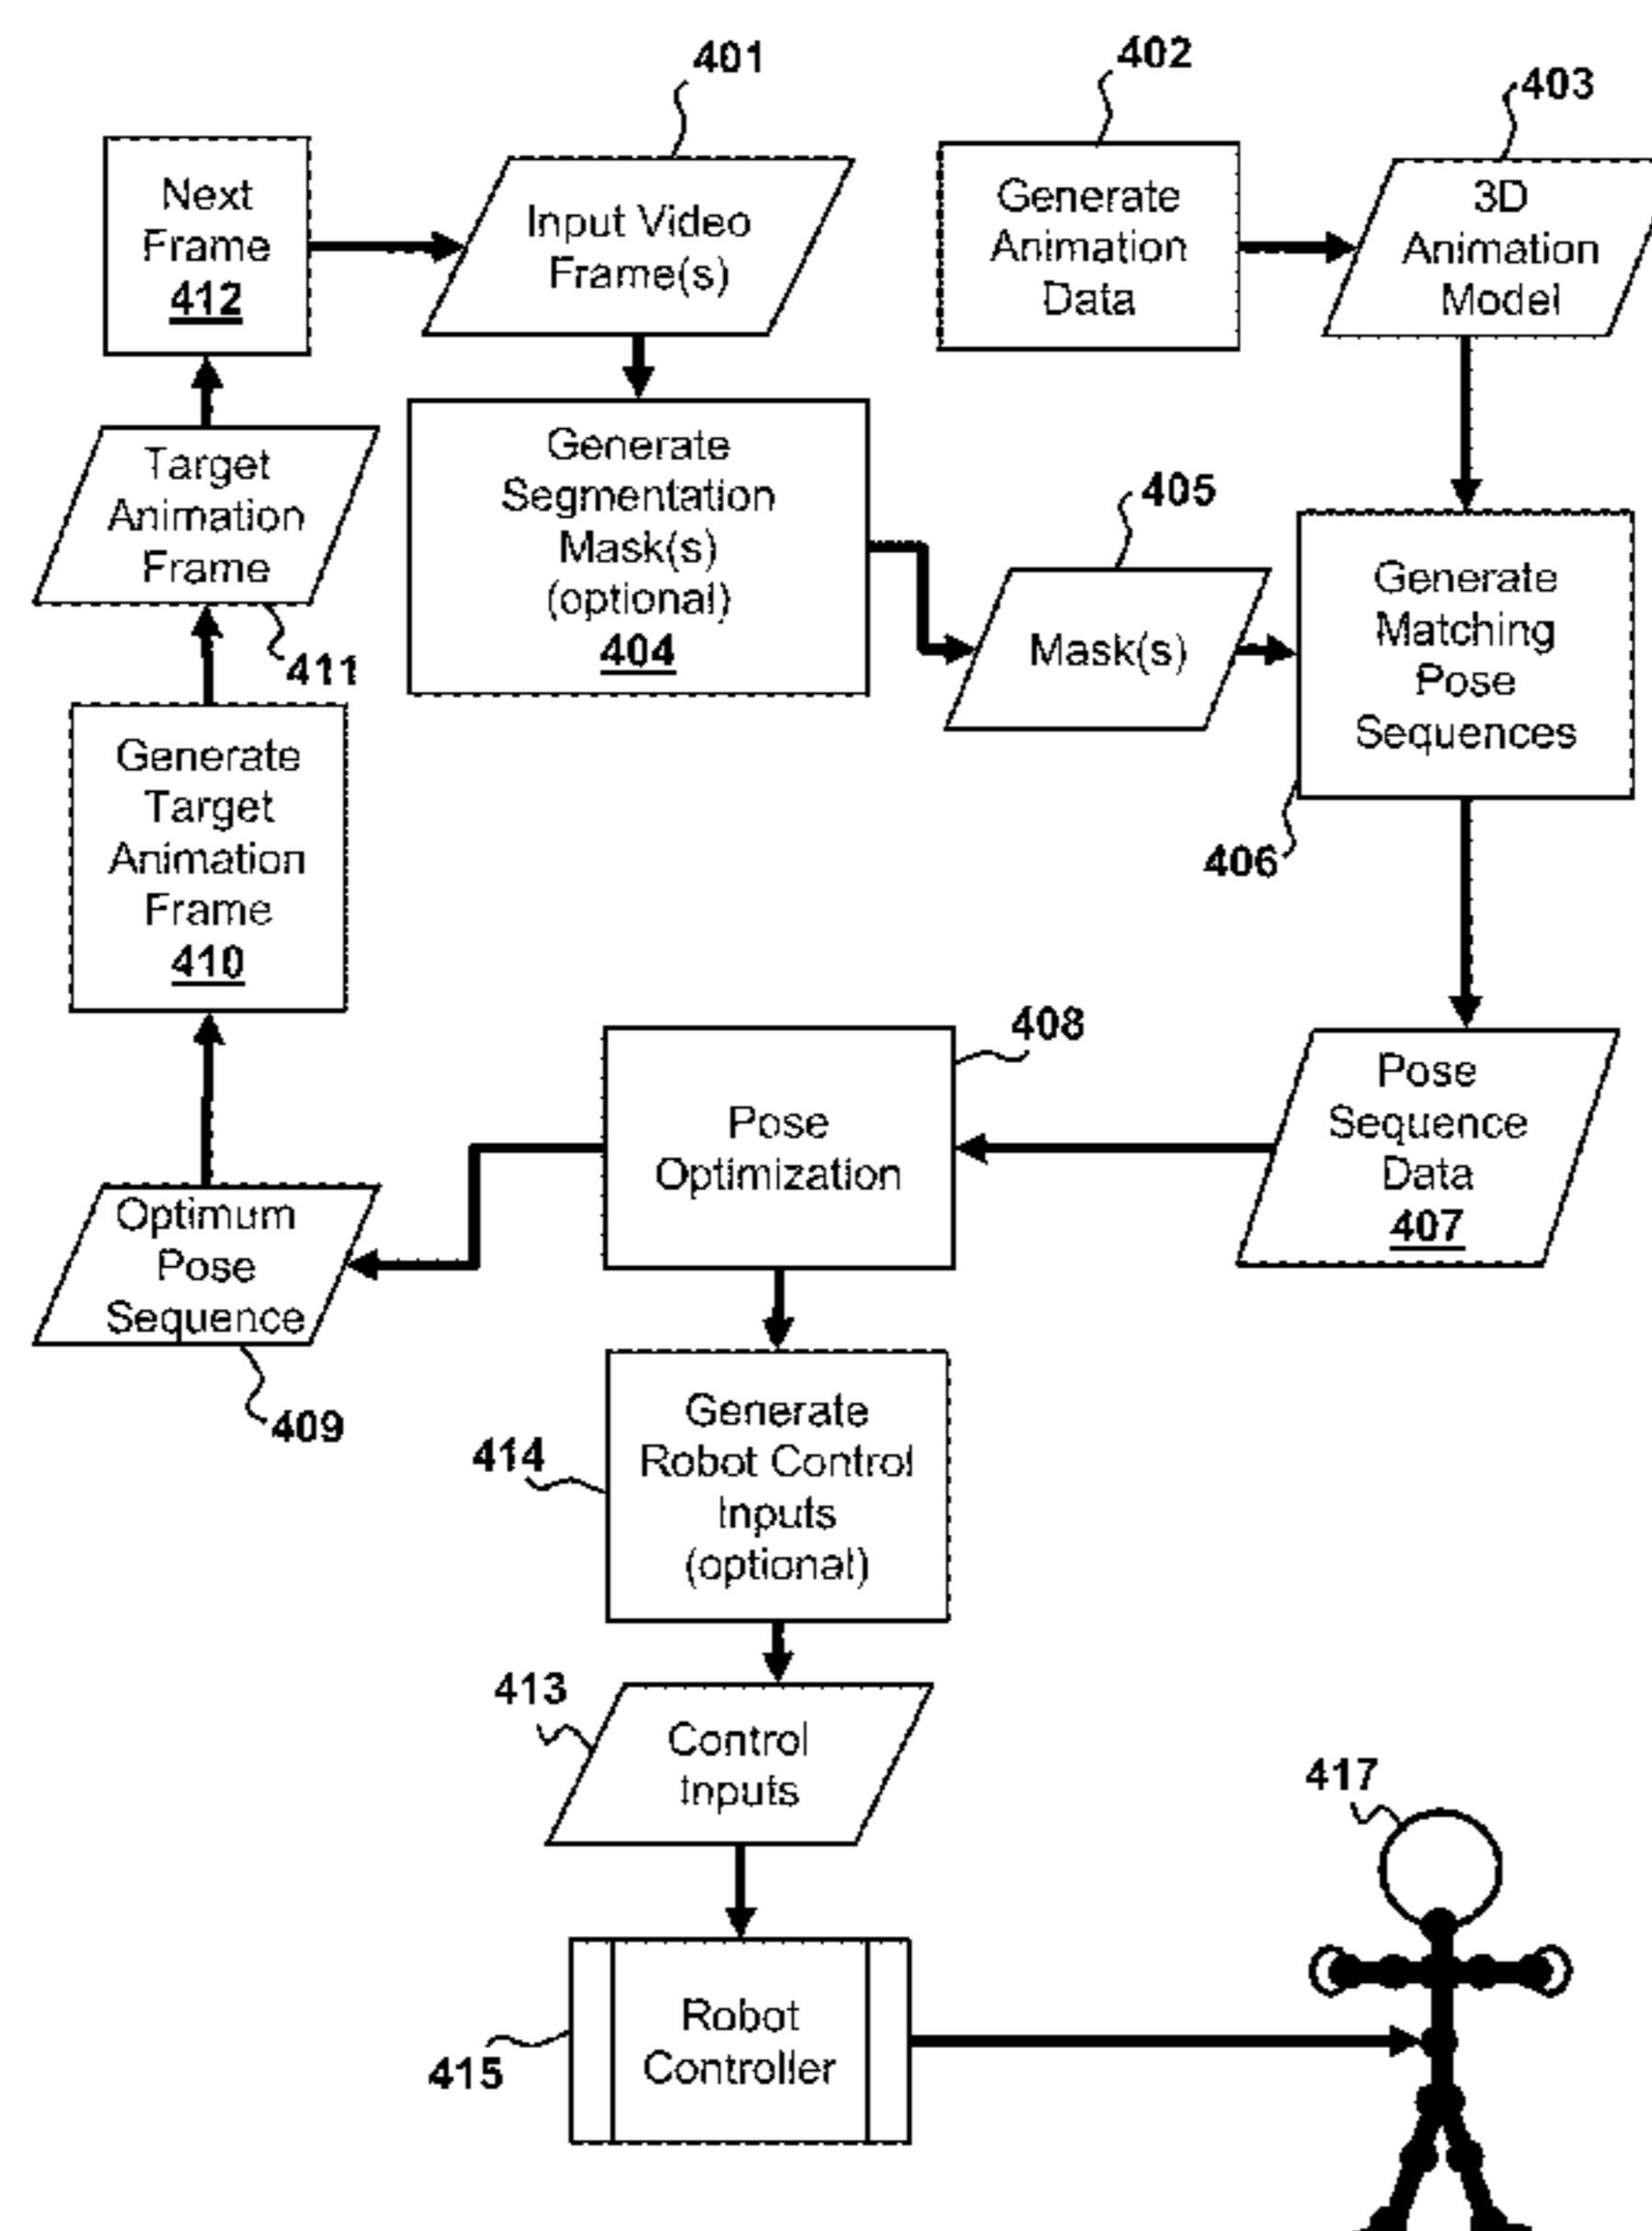 401
402
403
Next
Frame
412
Input Video
Frame(s)
Generate
Animation
Data
3D
Animation
Model
Target
Animation
Frame
411
Generate
Segmentation
Mask(s)
(optional)
404
405
Mask(s)
Generate
Matching
Pose
Sequences
406
Generate
Target
Animation
Frame
410
408
Pose
Optimization
Pose
Sequence
Data
407
Optimum
Pose
Sequence
409
414
Generate
Robot Control
Inputs
(optional)
413
Control
Inputs
417
415
Robot
Controller